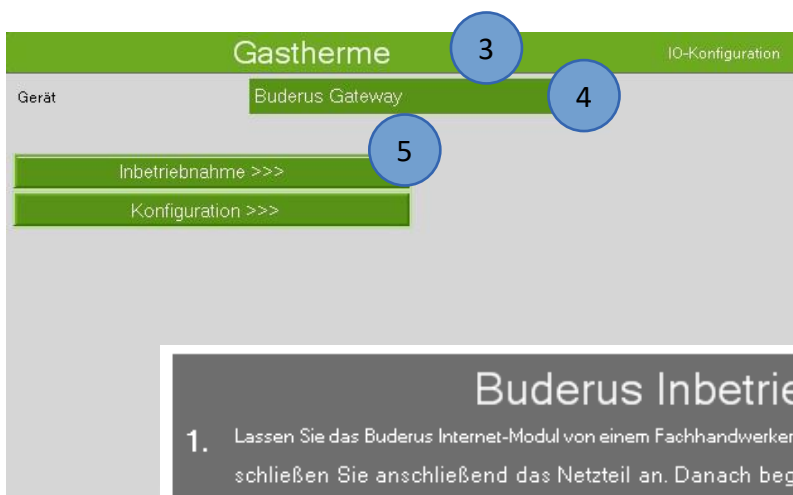 Gastherme 3 IO-Konfiguration
Gerät Buderus Gateway 4
5
Inbetriebnahme >>>
Konfiguration >>>
Buderus Inbetrie
1. Lassen Sie das Buderus Internet-Modul von einem Fachhandwerker
schließen Sie anschließend das Netzteil an. Danach beg